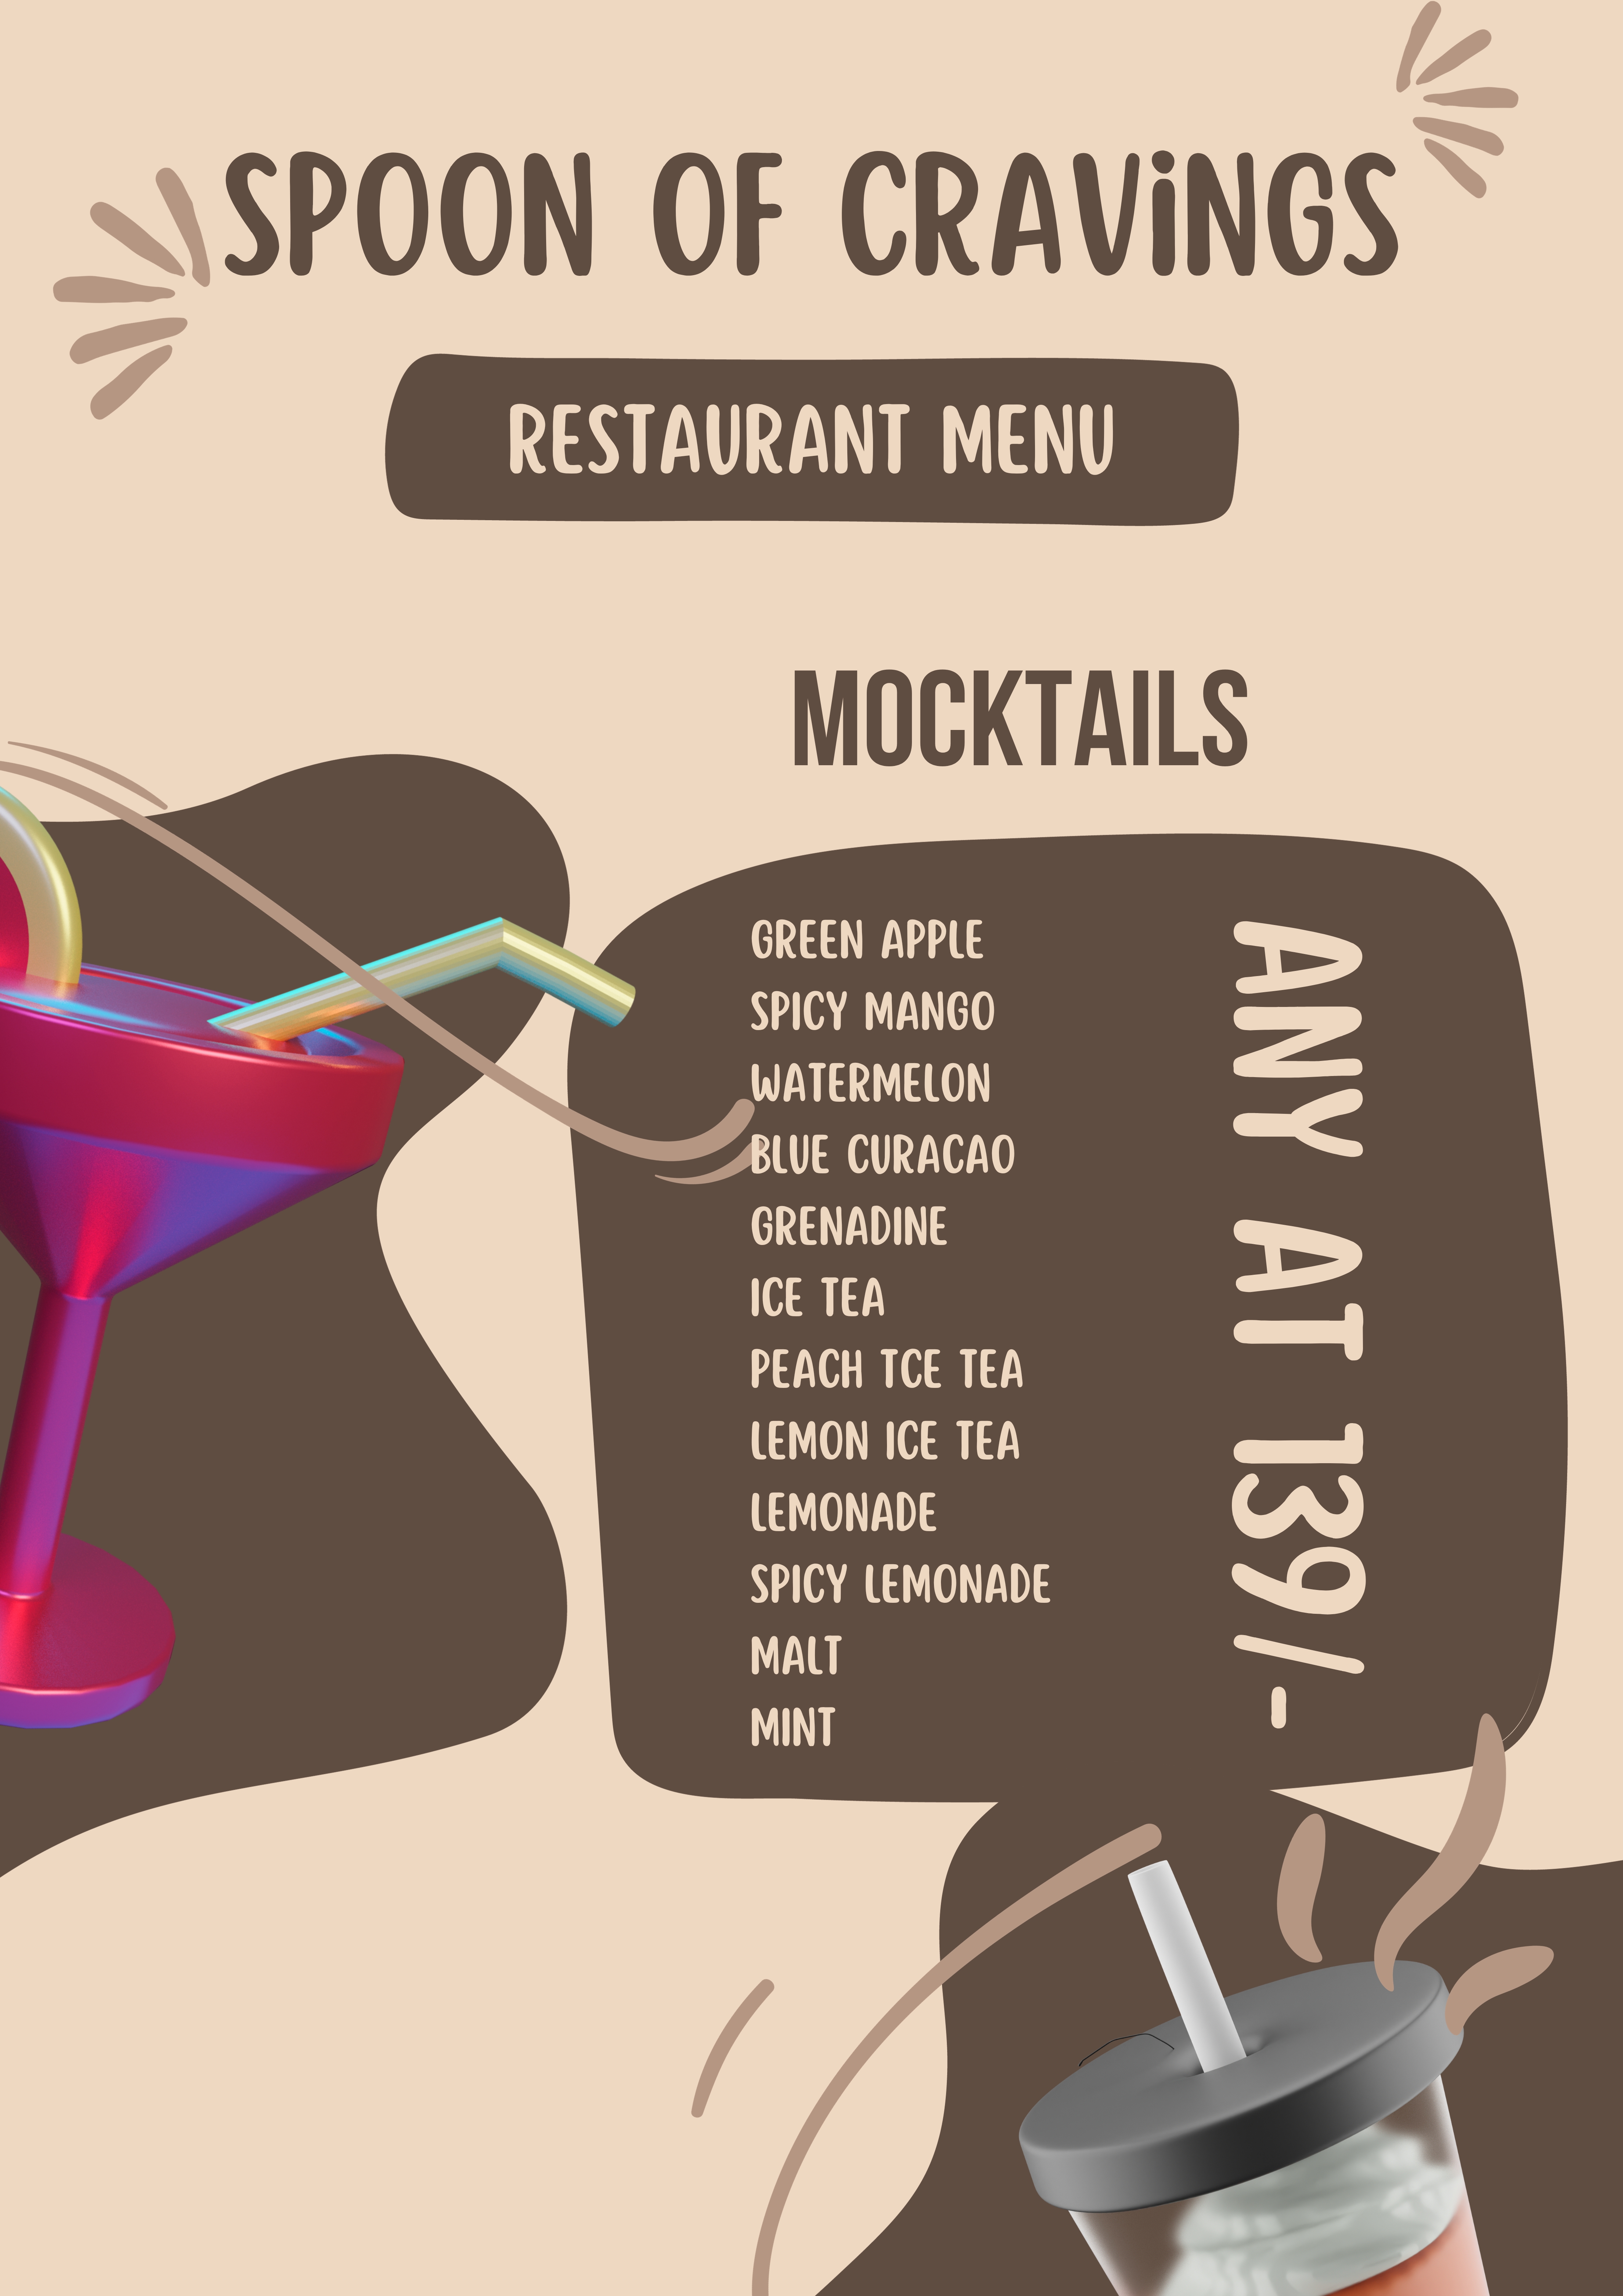 SPOON OF CRAVINGS
RESTAURANT MENU
MOCKTAILS
GREEN APPLE
SPICY MANGO
WATERMELON
BLUE CURACAO
GRENADINE
ICE TEA
PEACH TCE TEA
LEMON ICE TEA
LEMONADE
SPICY LEMONADE
MALT
MINT
ANY AT 139/-